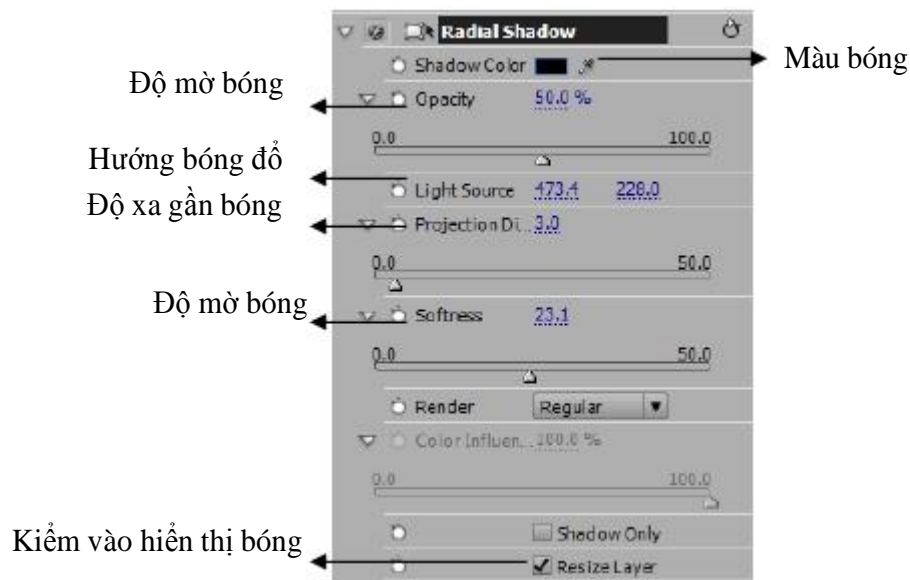 Radial Shadow
Shadow Color
Màu bóng
Độ mờ bóng
Opacity 50.0 %
0.0 100.0
Hướng bóng đổ
Light Source 473.4 228.0
Độ xa gần bóng
Projection Di... 3.0
0.0 50.0
Độ mờ bóng
Softness 23.1
0.0 50.0
Render Regular
Color Influen... 100.0 %
0.0 100.0
Shadow Only
Kiểm vào hiển thị bóng
Resize Layer